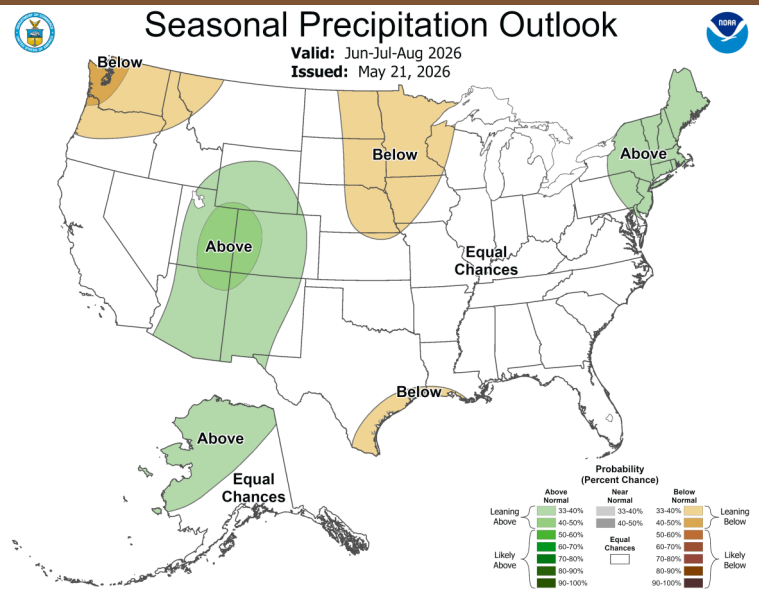 Seasonal Precipitation Outlook
Valid: Jun-Jul-Aug 2026
Issued: May 21, 2026
NOAA
Below
Below
Above
Above
Equal
Chances
Below
Above
Equal
Chances
Probability
(Percent Chance)
Above
Normal
Near
Normal
Below
Normal
Leaning
Above
33-40%
40-50%
Likely
Above
50-60%
60-70%
70-80%
80-90%
90-100%
33-40%
40-50%
Equal
Chances
33-40%
40-50%
Leaning
Below
50-60%
60-70%
70-80%
80-90%
90-100%
Likely
Below